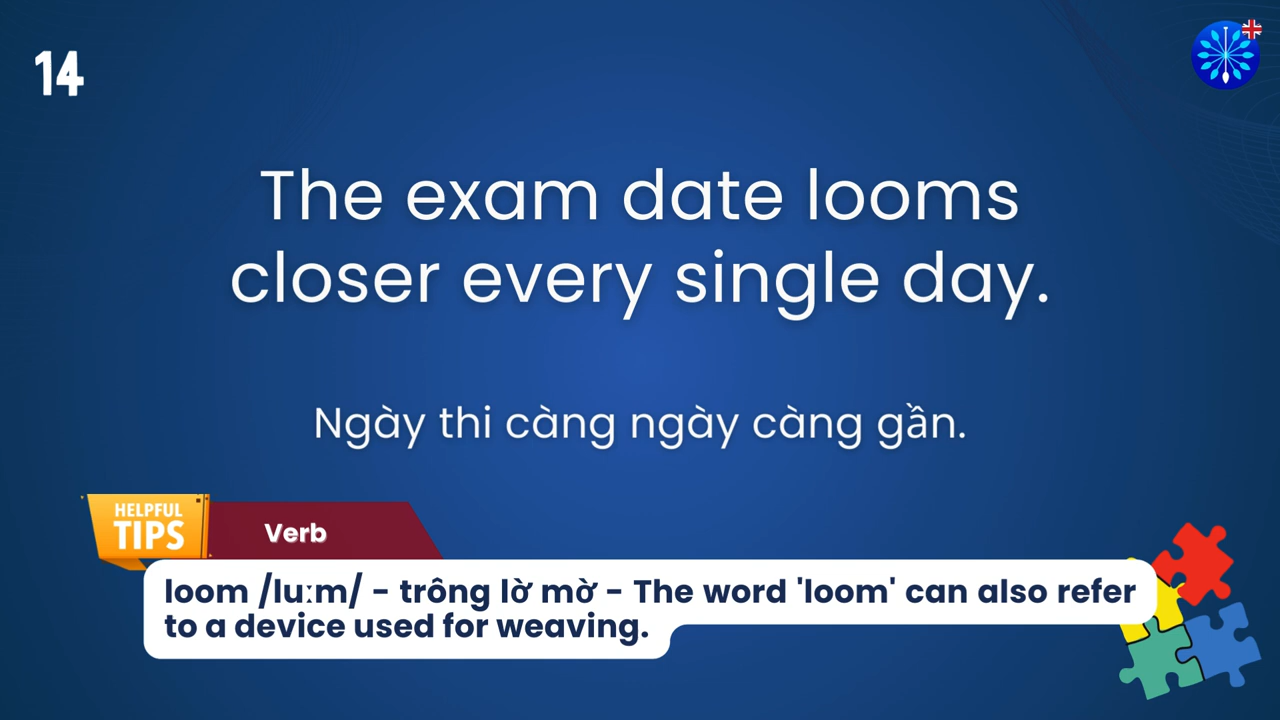 14
The exam date looms
closer every single day.
Ngày thi càng ngày càng gần.
HELPFUL
TIPS
Verb
loom /luːm/ - trông lờ mờ - The word 'loom' can also refer
to a device used for weaving.